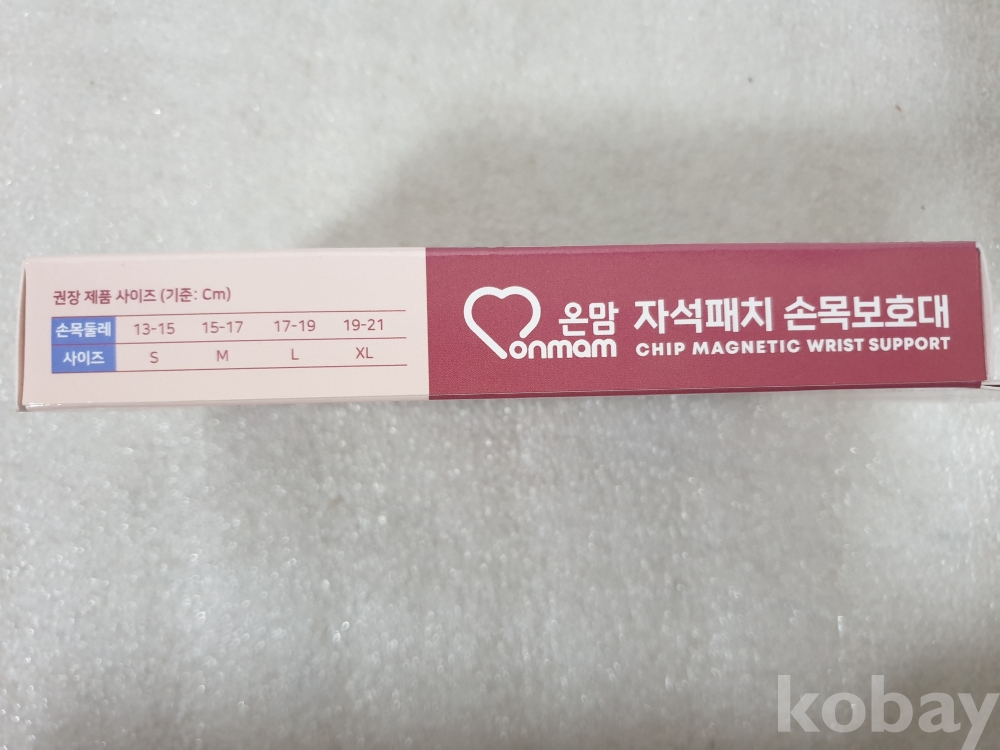 권장 제품 사이즈 (기준: Cm)
손목둘레 13-15 15-17 17-19 19-21
사이즈 S M L XL
온맘 자석패치 손목보호대
onmam CHIP MAGNETIC WRIST SUPPORT
kobay